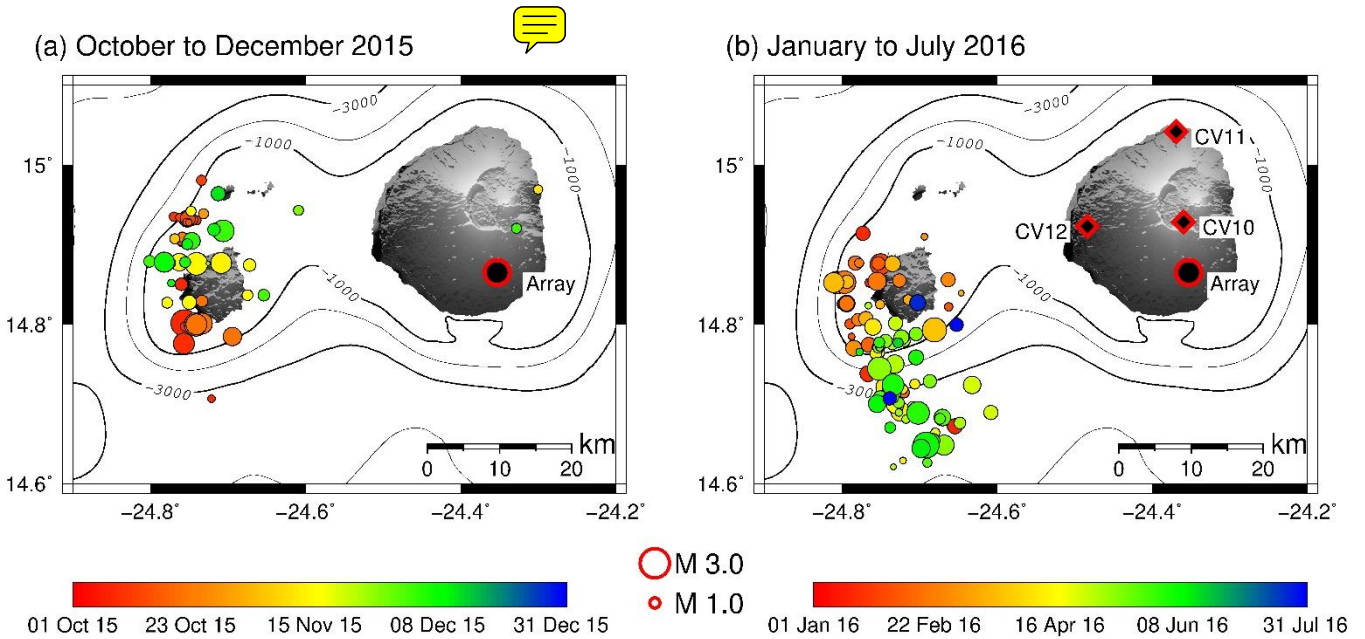 (a) October to December 2015
(b) January to July 2016
−3000
−1000
−1000
−1000
−3000
Array
15°
14.8°
14.6°
km
0 10 20
−24.8° −24.6° −24.4° −24.2°
−3000
−1000
−1000
−1000
−3000
CV11
CV12
CV10
Array
km
0 10 20
−24.8° −24.6° −24.4° −24.2°
M 3.0
M 1.0
01 Oct 15 23 Oct 15 15 Nov 15 08 Dec 15 31 Dec 15
01 Jan 16 22 Feb 16 16 Apr 16 08 Jun 16 31 Jul 16